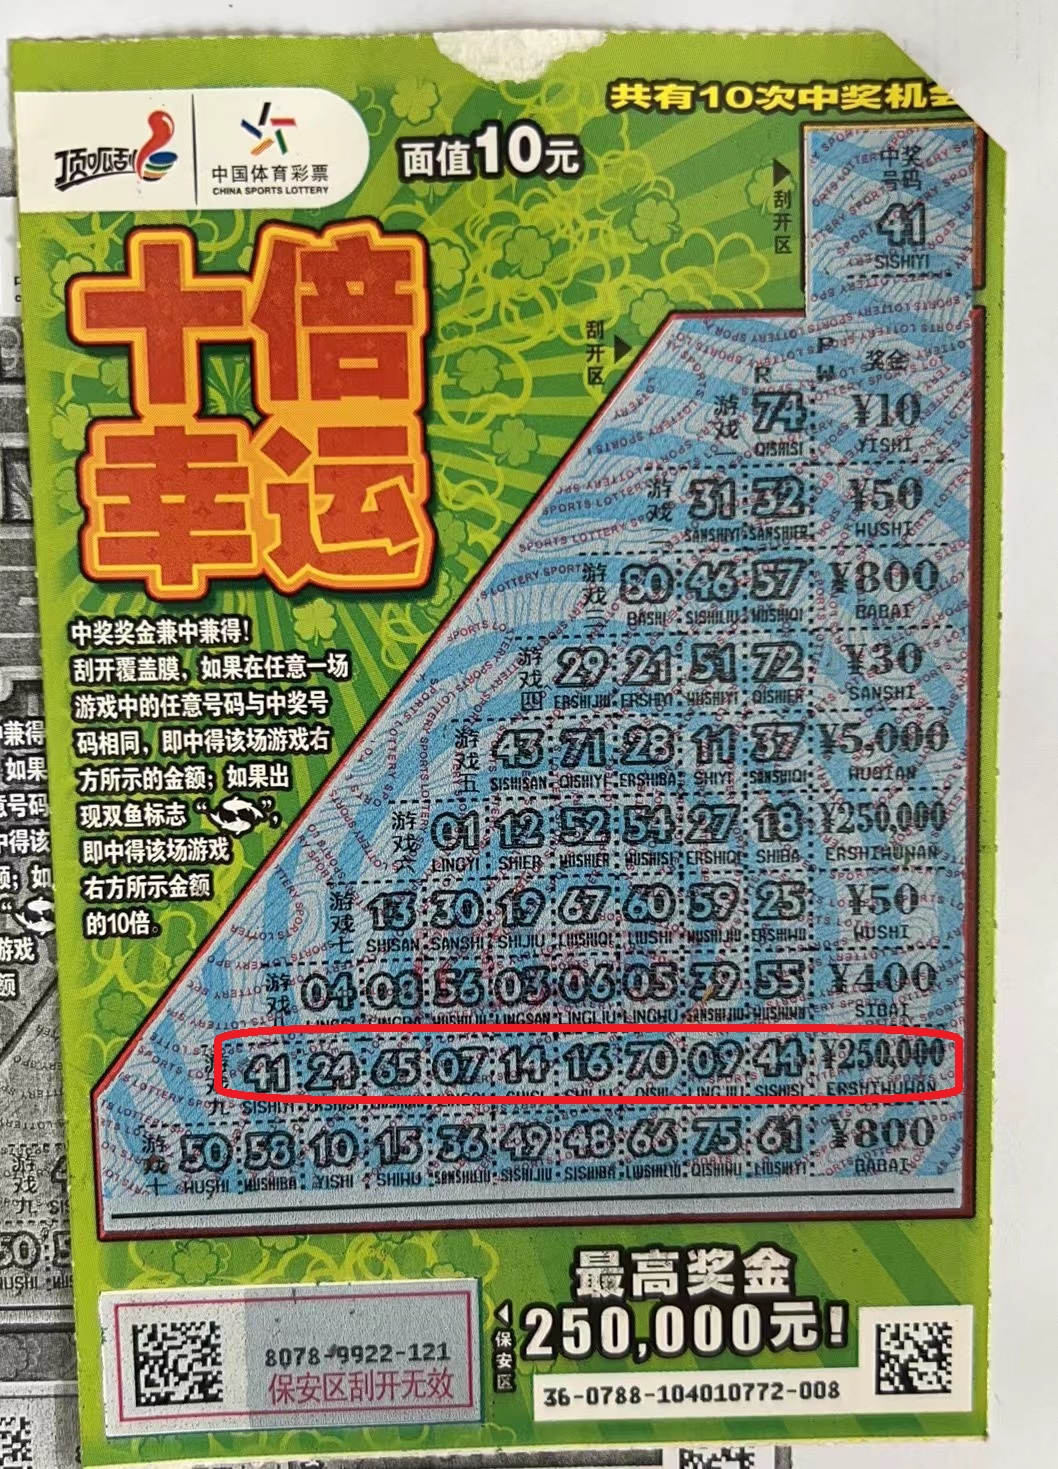 共有10次中奖机会
顶呱刮
中国体育彩票
CHINA SPORTS LOTTERY
面值10元
刮开区
中奖
号码
41
SISHIYI
十倍
幸运
刮开区
P
R W 奖金
游戏一 74 ¥10
QISHISI YISHI
游戏二 31 32 ¥50
SANSHIYI SANSHIER WUSHI
游戏三 80 46 57 ¥800
BASHI SISHILIU WUSHIQI BABAI
游戏四 29 21 51 72 ¥30
ERSHIJIU ERSHIYI WUSHIYI QISHIER SANSHI
游戏五 43 71 28 11 37 ¥5,000
SISHISAN QISHIYI ERSHIBA SHIYI SANSHIQI WUQIAN
游戏六 01 12 52 54 27 18 ¥250,000
LINGYI SHIER WUSHIER WUSHISI ERSHIQI SHIBA ERSHIWUWAN
游戏七 13 30 19 67 60 59 25 ¥50
SHISAN SANSHI SHIJIU LIUSHIQI LIUSHI WUSHIJIU ERSHIWU WUSHI
游戏 04 08 56 03 06 05 39 55 ¥400
LINGSI LINGBA WUSHILIU LINGSAN LINGLIU LINGWU SANSHIJIU WUSHIWU SIBAI
游戏九 41 24 65 07 14 16 70 09 44 ¥250,000
SISHIYI ERSHISI QISHI LINGJIU SISHISI ERSHIWUWAN
游戏十 50 58 10 15 36 49 48 66 75 61 ¥800
WUSHI WUSHIBA YISHI SHIWU SANSHILIU SISHIJIU SISHIBA LIUSHILIU QISHIWU LIUSHIYI BABAI
中奖奖金兼中兼得!
刮开覆盖膜，如果在任意一场
游戏中的任意号码与中奖号
码相同，即中得该场游戏右
方所示的金额；如果出
现双鱼标志“ ”，
即中得该场游戏
右方所示金额
的10倍。
最高奖金
250,000元!
保安区
8078-9922-121
保安区刮开无效
36-0788-104010772-008